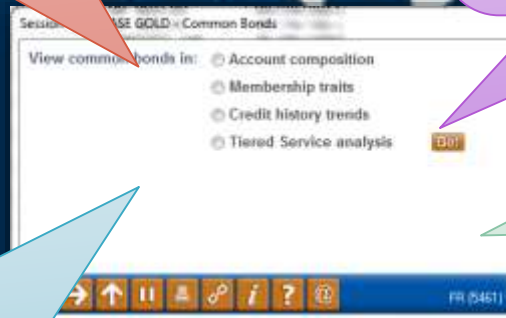 Sessio ASE GOLD - Common Bonds
View common bonds in: Account composition
Membership traits
Credit history trends
Tiered Service analysis Go!
FR (5461)